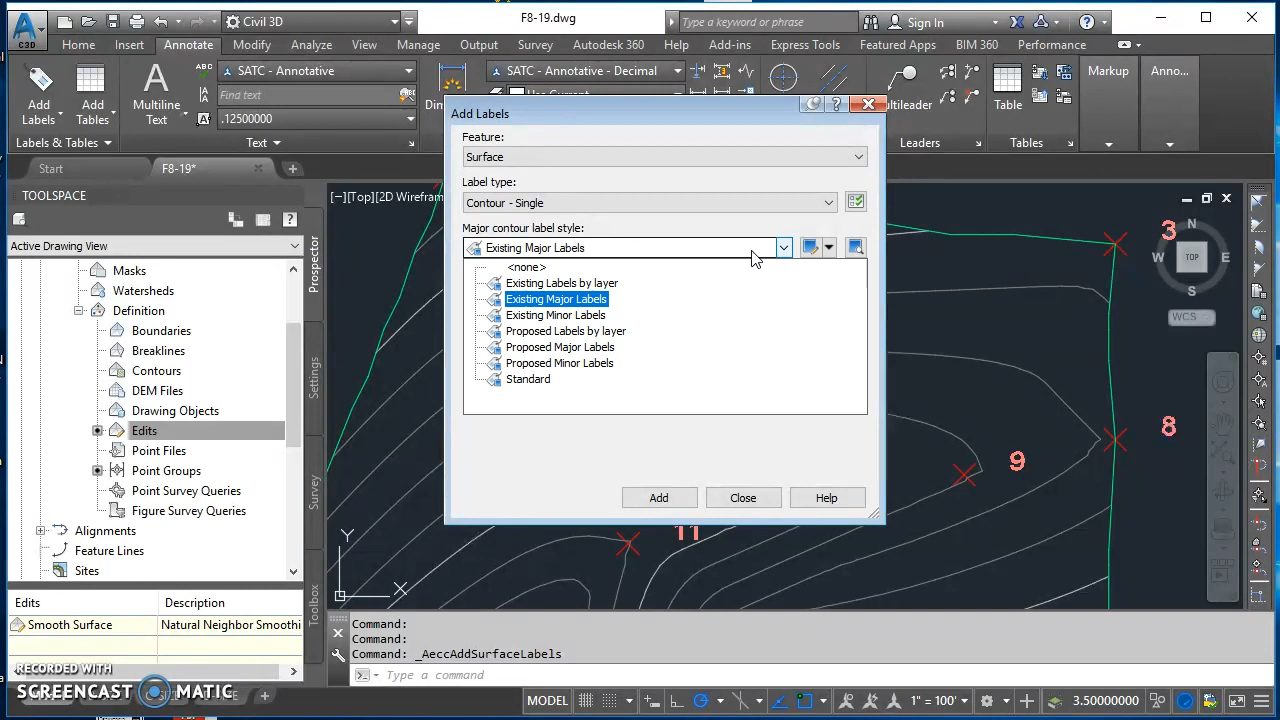 A
C3D
Civil 3D
F8-19.dwg
Type a keyword or phrase
Sign In
Home
Insert
Annotate
Modify
Analyze
View
Manage
Output
Survey
Autodesk 360
Help
Add-ins
Express Tools
Featured Apps
BIM 360
Performance
Add
Labels
Add
Tables
Labels & Tables
A
Multiline
Text
ABC
SATC - Annotative
Find text
.12500000
Text
SATC - Annotative - Decimal
Use Current
Multileader
Leaders
Table
Tables
Markup
Anno...
Start
F8-19*
TOOLSPACE
Active Drawing View
Masks
Watersheds
Definition
Boundaries
Breaklines
Contours
DEM Files
Drawing Objects
Edits
Point Files
Point Groups
Point Survey Queries
Figure Survey Queries
Alignments
Feature Lines
Sites
Edits
Description
Smooth Surface
Natural Neighbor Smoothi
Prospector
Settings
Survey
Toolbox
[−][Top][2D Wirefram
Add Labels
Feature:
Surface
Label type:
Contour - Single
Major contour label style:
Existing Major Labels
<none>
Existing Labels by layer
Existing Major Labels
Existing Minor Labels
Proposed Labels by layer
Proposed Major Labels
Proposed Minor Labels
Standard
Add
Close
Help
3
N
W
TOP
E
S
WCS
8
9
11
Y
X
Command:
Command:
Command: _AeccAddSurfaceLabels
Type a command
RECORDED WITH
SCREENCAST MATIC
MODEL
1" = 100'
3.50000000